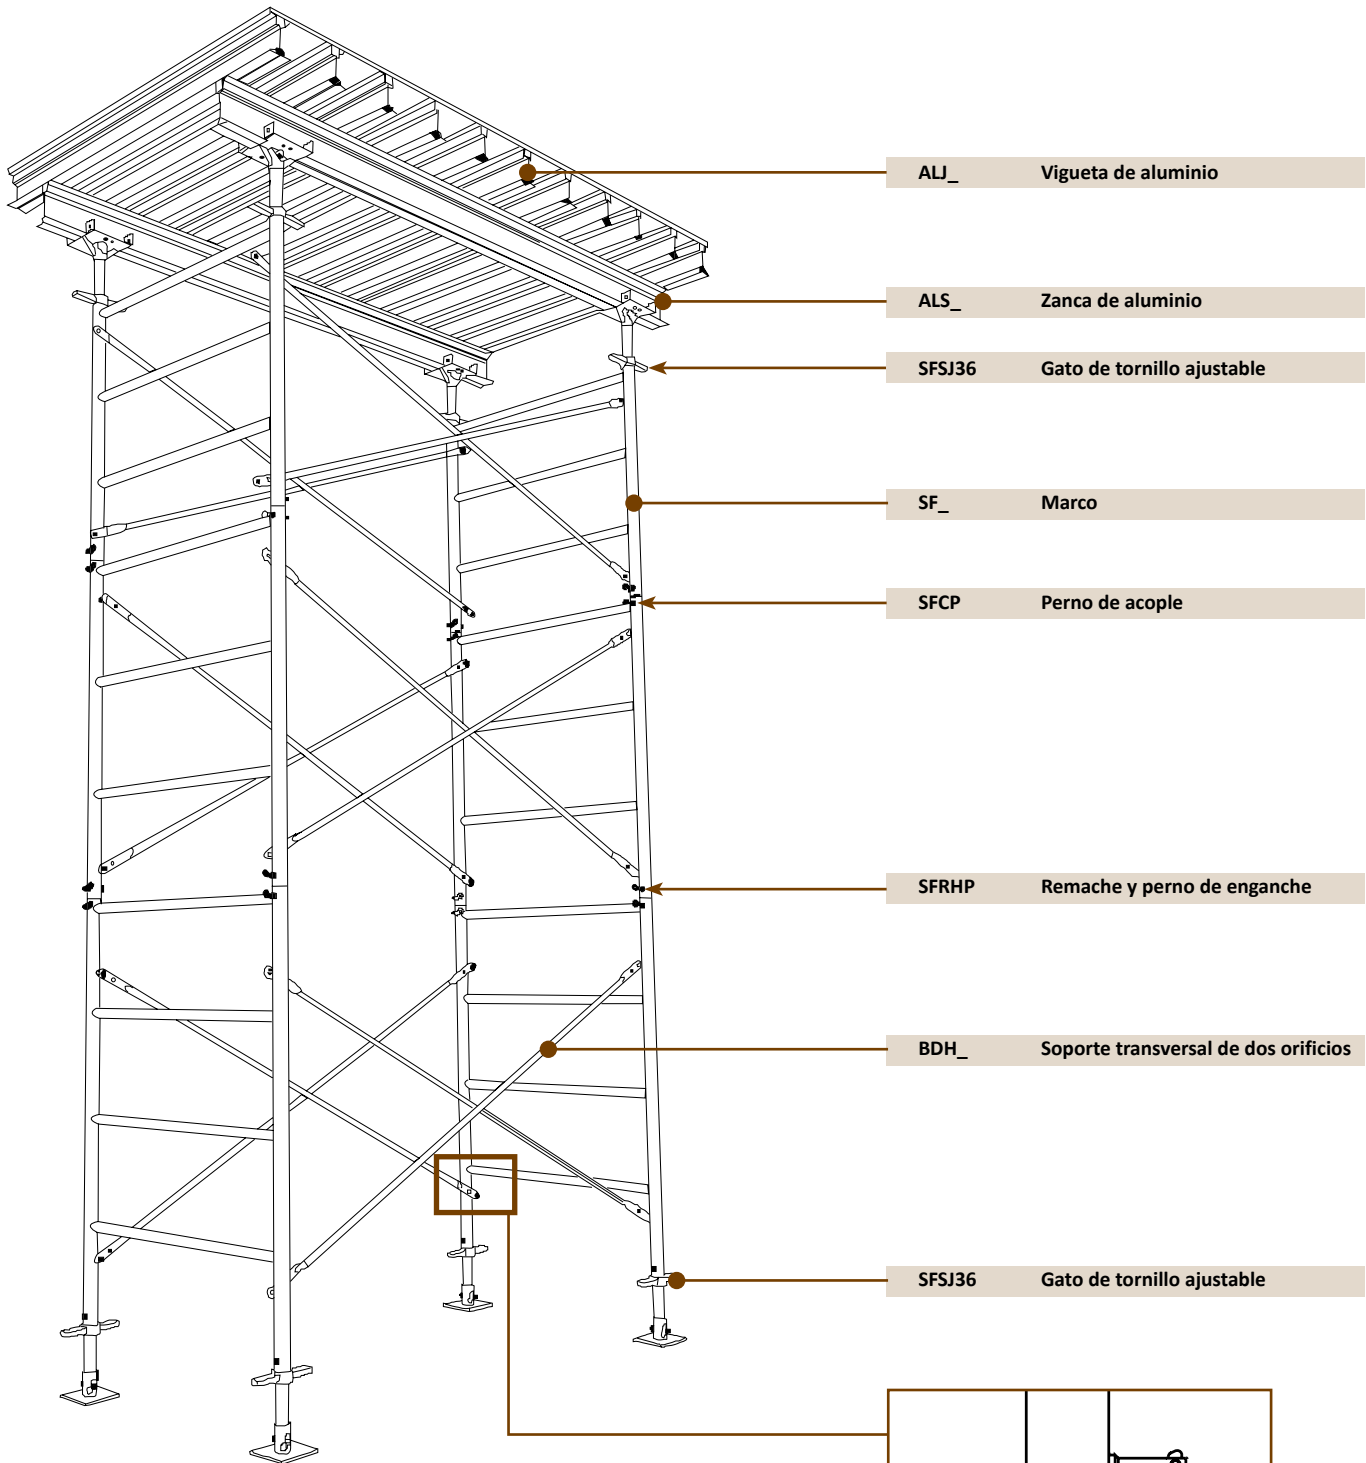 ALJ_ Vigueta de aluminio
ALS_ Zanca de aluminio
SFSJ36 Gato de tornillo ajustable
SF_ Marco
SFCP Perno de acople
SFRHP Remache y perno de enganche
BDH_ Soporte transversal de dos orificios
SFSJ36 Gato de tornillo ajustable